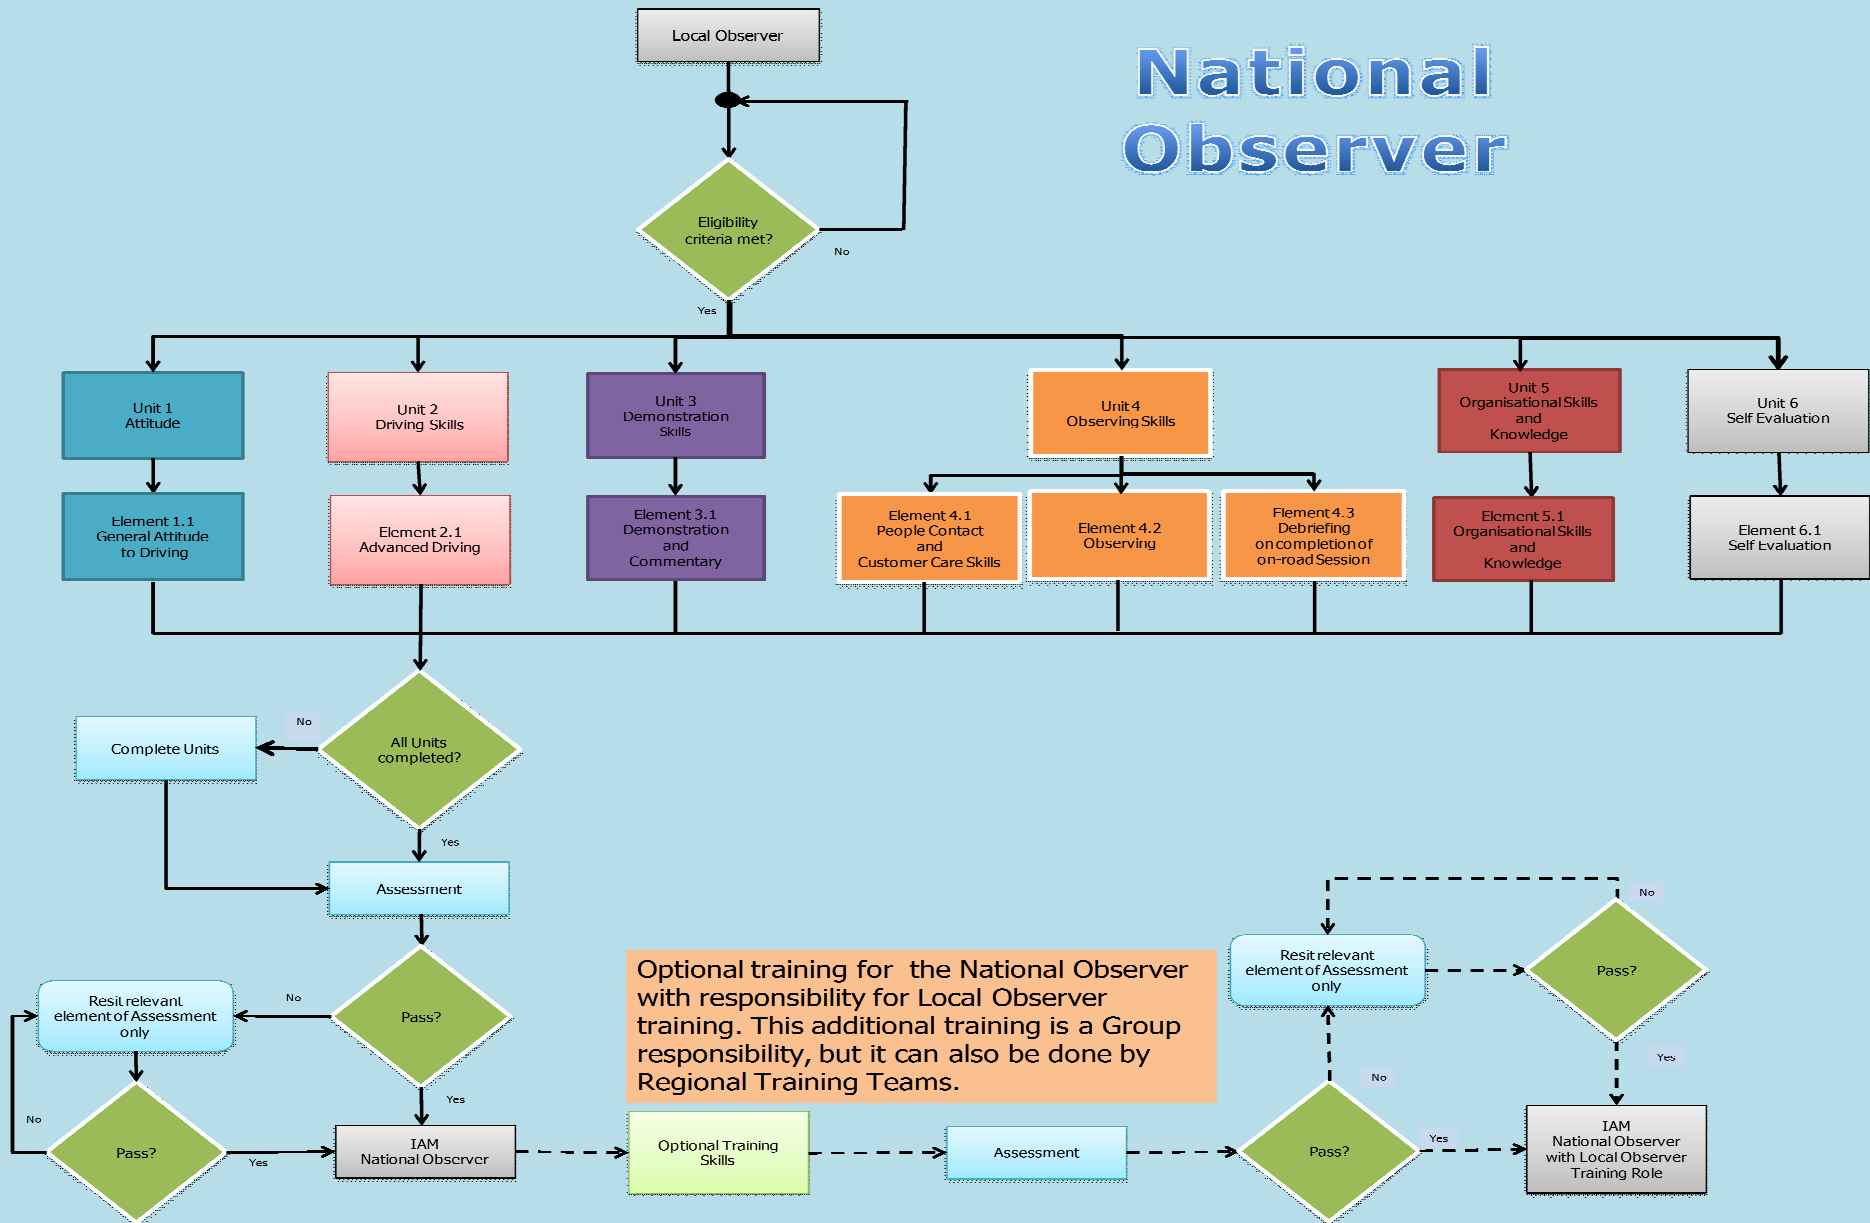 Local Observer
National
Observer
Eligibility
criteria met?
No
Yes
Unit 1
Attitude
Unit 2
Driving Skills
Unit 3
Demonstration
Skills
Unit 4
Observing Skills
Unit 5
Organisational Skills
and
Knowledge
Unit 6
Self Evaluation
Element 1.1
General Attitude
to Driving
Element 2.1
Advanced Driving
Element 3.1
Demonstration
and
Commentary
Element 4.1
People Contact
and
Customer Care Skills
Element 4.2
Observing
Element 4.3
Debriefing
on completion of
on-road Session
Element 5.1
Organisational Skills
and
Knowledge
Element 6.1
Self Evaluation
No
Complete Units
All Units
completed?
Yes
Assessment
No
Resit relevant
element of Assessment
only
Pass?
Yes
No
Pass?
Yes
IAM
National Observer
Optional training for the National Observer
with responsibility for Local Observer
training. This additional training is a Group
responsibility, but it can also be done by
Regional Training Teams.
Optional Training
Skills
Assessment
Pass?
No
Yes
Resit relevant
element of Assessment
only
No
Pass?
Yes
IAM
National Observer
with Local Observer
Training Role